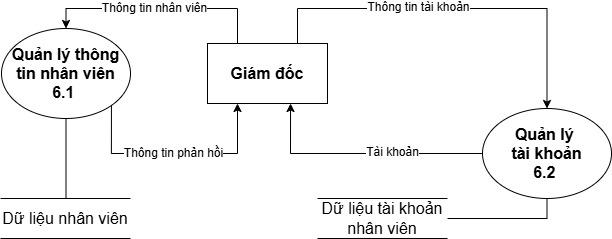 Thông tin nhân viên
Thông tin tài khoản
Quản lý thông
tin nhân viên
6.1
Giám đốc
Quản lý
tài khoản
6.2
Thông tin phản hồi
Tài khoản
Dữ liệu nhân viên
Dữ liệu tài khoản
nhân viên